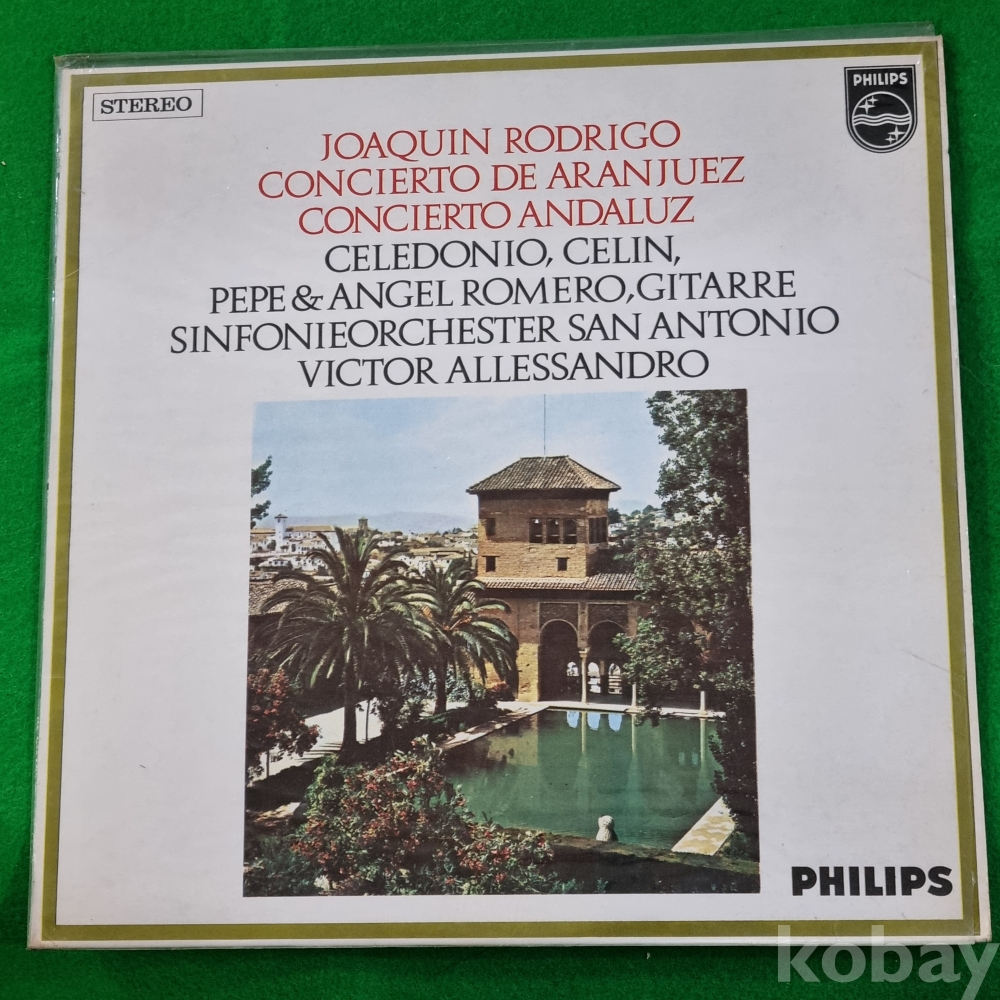 STEREO
PHILIPS
JOAQUIN RODRIGO
CONCIERTO DE ARANJUEZ
CONCIERTO ANDALUZ
CELEDONIO, CELIN,
PEPE & ANGEL ROMERO, GITARRE
SINFONIEORCHESTER SAN ANTONIO
VICTOR ALLESSANDRO
PHILIPS
kobay